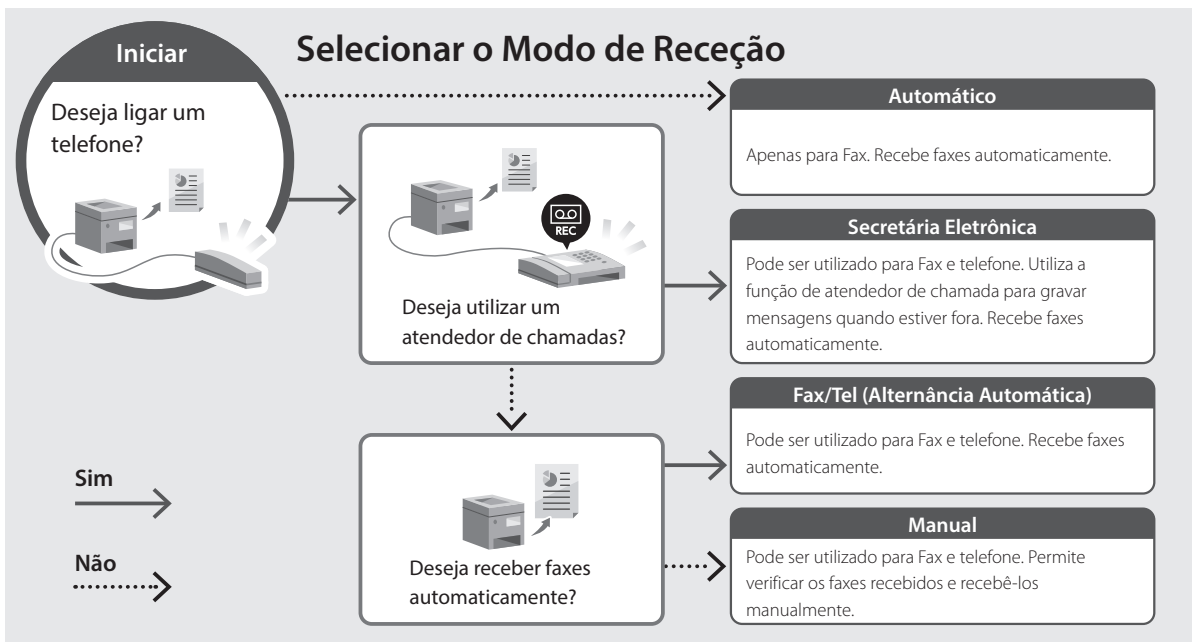 Selecionar o Modo de Receção
Iniciar
Deseja ligar um
telefone?
REC
Deseja utilizar um
atendedor de chamadas?
Deseja receber faxes
automaticamente?
Automático
Apenas para Fax. Recebe faxes automaticamente.
Secretária Eletrônica
Pode ser utilizado para Fax e telefone. Utiliza a
função de atendedor de chamada para gravar
mensagens quando estiver fora. Recebe faxes
automaticamente.
Fax/Tel (Alternância Automática)
Pode ser utilizado para Fax e telefone. Recebe faxes
automaticamente.
Manual
Pode ser utilizado para Fax e telefone. Permite
verificar os faxes recebidos e recebê-los
manualmente.
Sim
Não